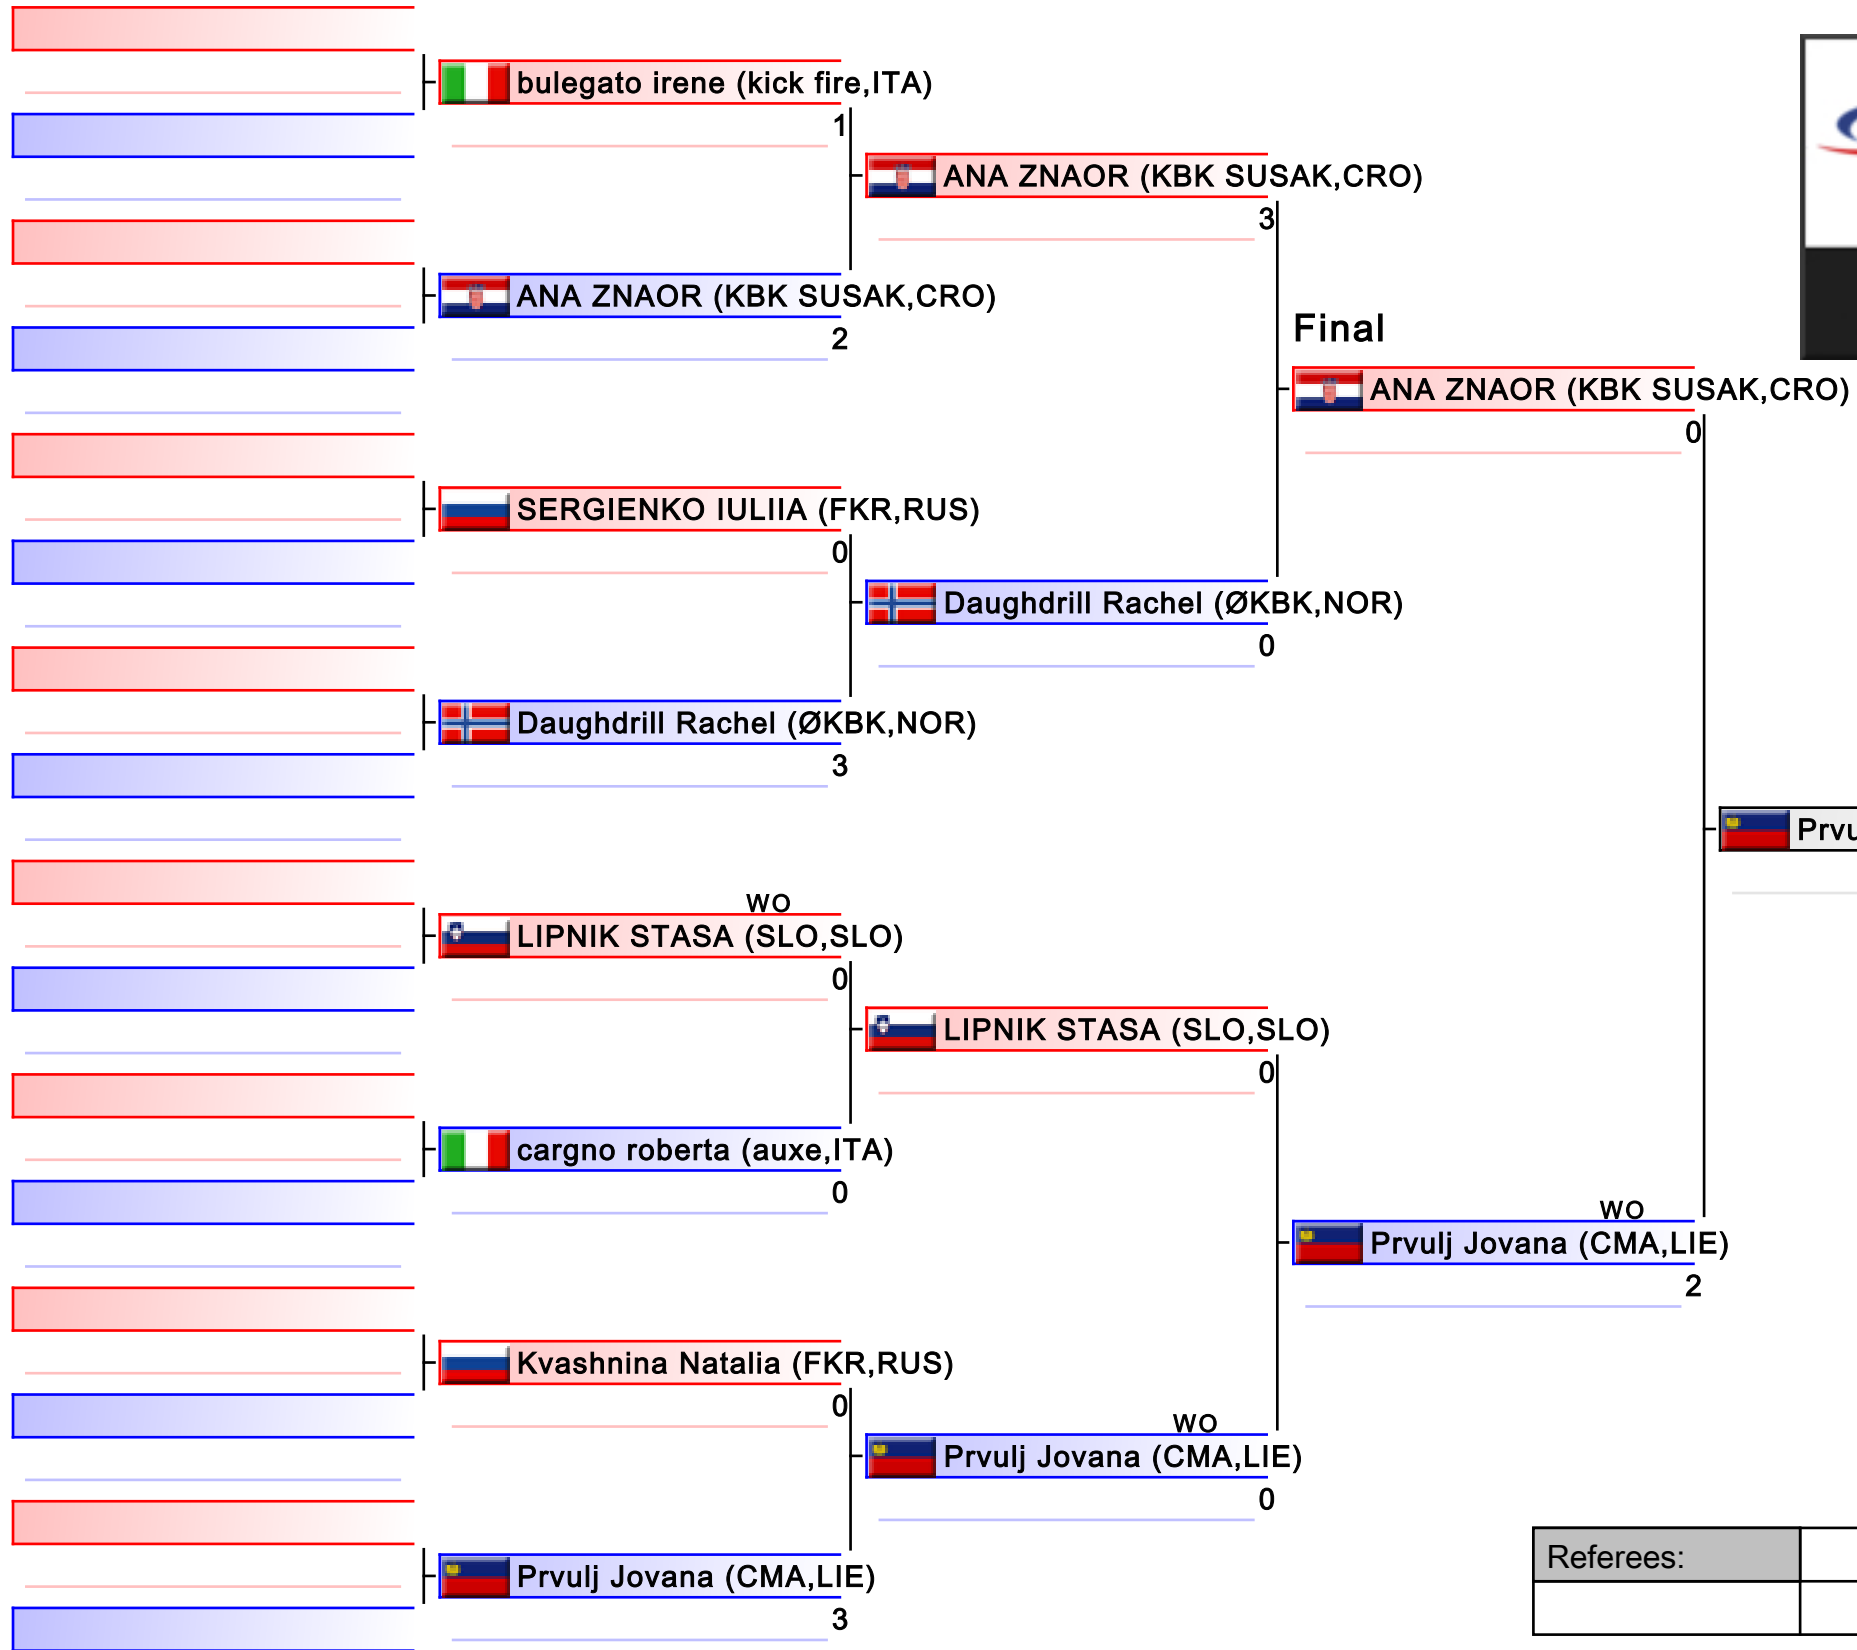 bulegato irene (kick fire,ITA)
1
ANA ZNAOR (KBK SUSAK,CRO)
3
ANA ZNAOR (KBK SUSAK,CRO)
2
Final
ANA ZNAOR (KBK SUSAK,CRO)
0
SERGIENKO IULIIA (FKR,RUS)
0
Daughdrill Rachel (ØKBK,NOR)
0
Daughdrill Rachel (ØKBK,NOR)
3
Prvu
WO
LIPNIK STASA (SLO,SLO)
0
LIPNIK STASA (SLO,SLO)
0
cargno roberta (auxe,ITA)
0
WO
Prvulj Jovana (CMA,LIE)
2
Kvashnina Natalia (FKR,RUS)
0
WO
Prvulj Jovana (CMA,LIE)
0
Prvulj Jovana (CMA,LIE)
3
Referees: